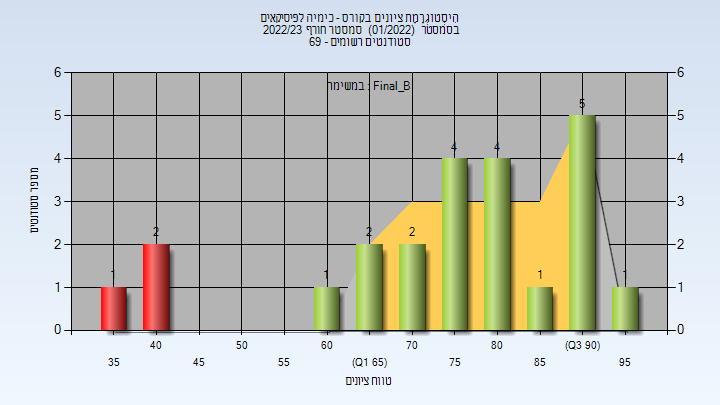 היסטוגרמת ציונים בקורס - כימיה לפיסיקאים
בסמסטר (01/2022) סמסטר חורף 2022/23
סטודנטים רשומים - 69
במשימה : Final_B
מספר סטודנטים
6 6
5 5
4 4
3 3
2 2
1 1
0 0
1 2 1 2 2 4 4 1 5 1
40 50 60 70 80 (Q3 90)
35 45 55 (Q1 65) 75 85 95
טווח ציונים